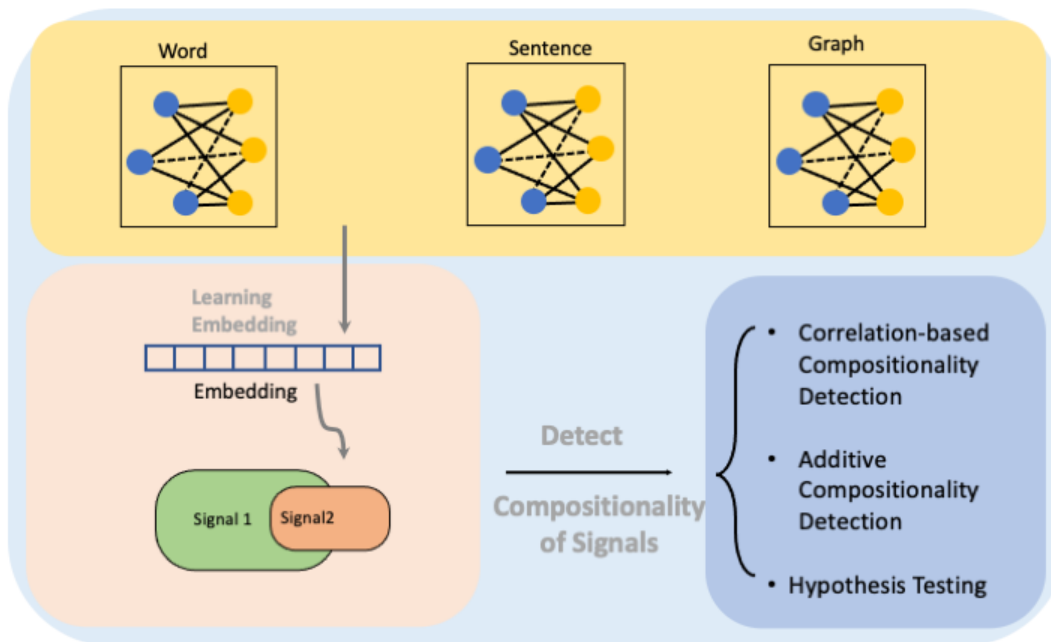 Word
Sentence
Graph
Learning
Embedding
Embedding
Signal 1
Signal2
Detect
Compositionality
of Signals
• Correlation-based
Compositionality
Detection
• Additive
Compositionality
Detection
• Hypothesis Testing